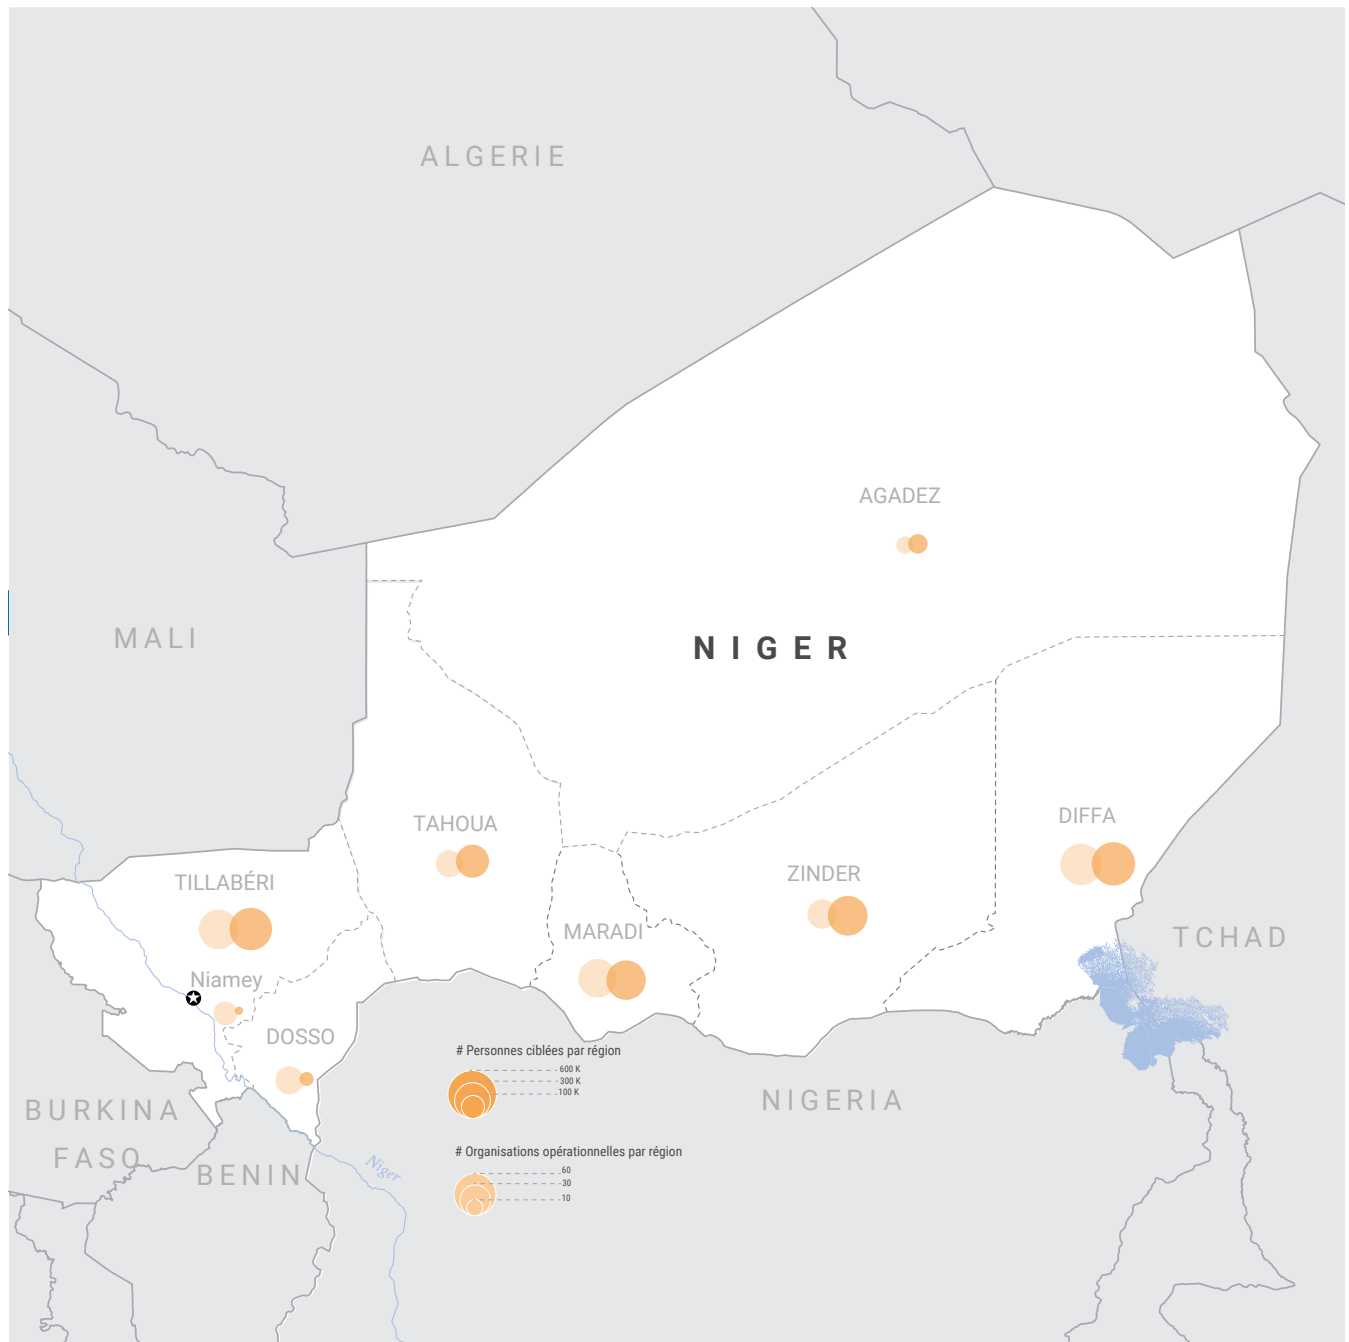 ALGERIE
AGADEZ
MALI
NIGER
TAHOUA
DIFFA
ZINDER
TILLABÉRI
MARADI
TCHAD
Niamey
DOSSO
# Personnes ciblées par région
600 K
300 K
100 K
NIGERIA
BURKINA
FASO
BENIN
Niger
# Organisations opérationnelles par région
60
30
10